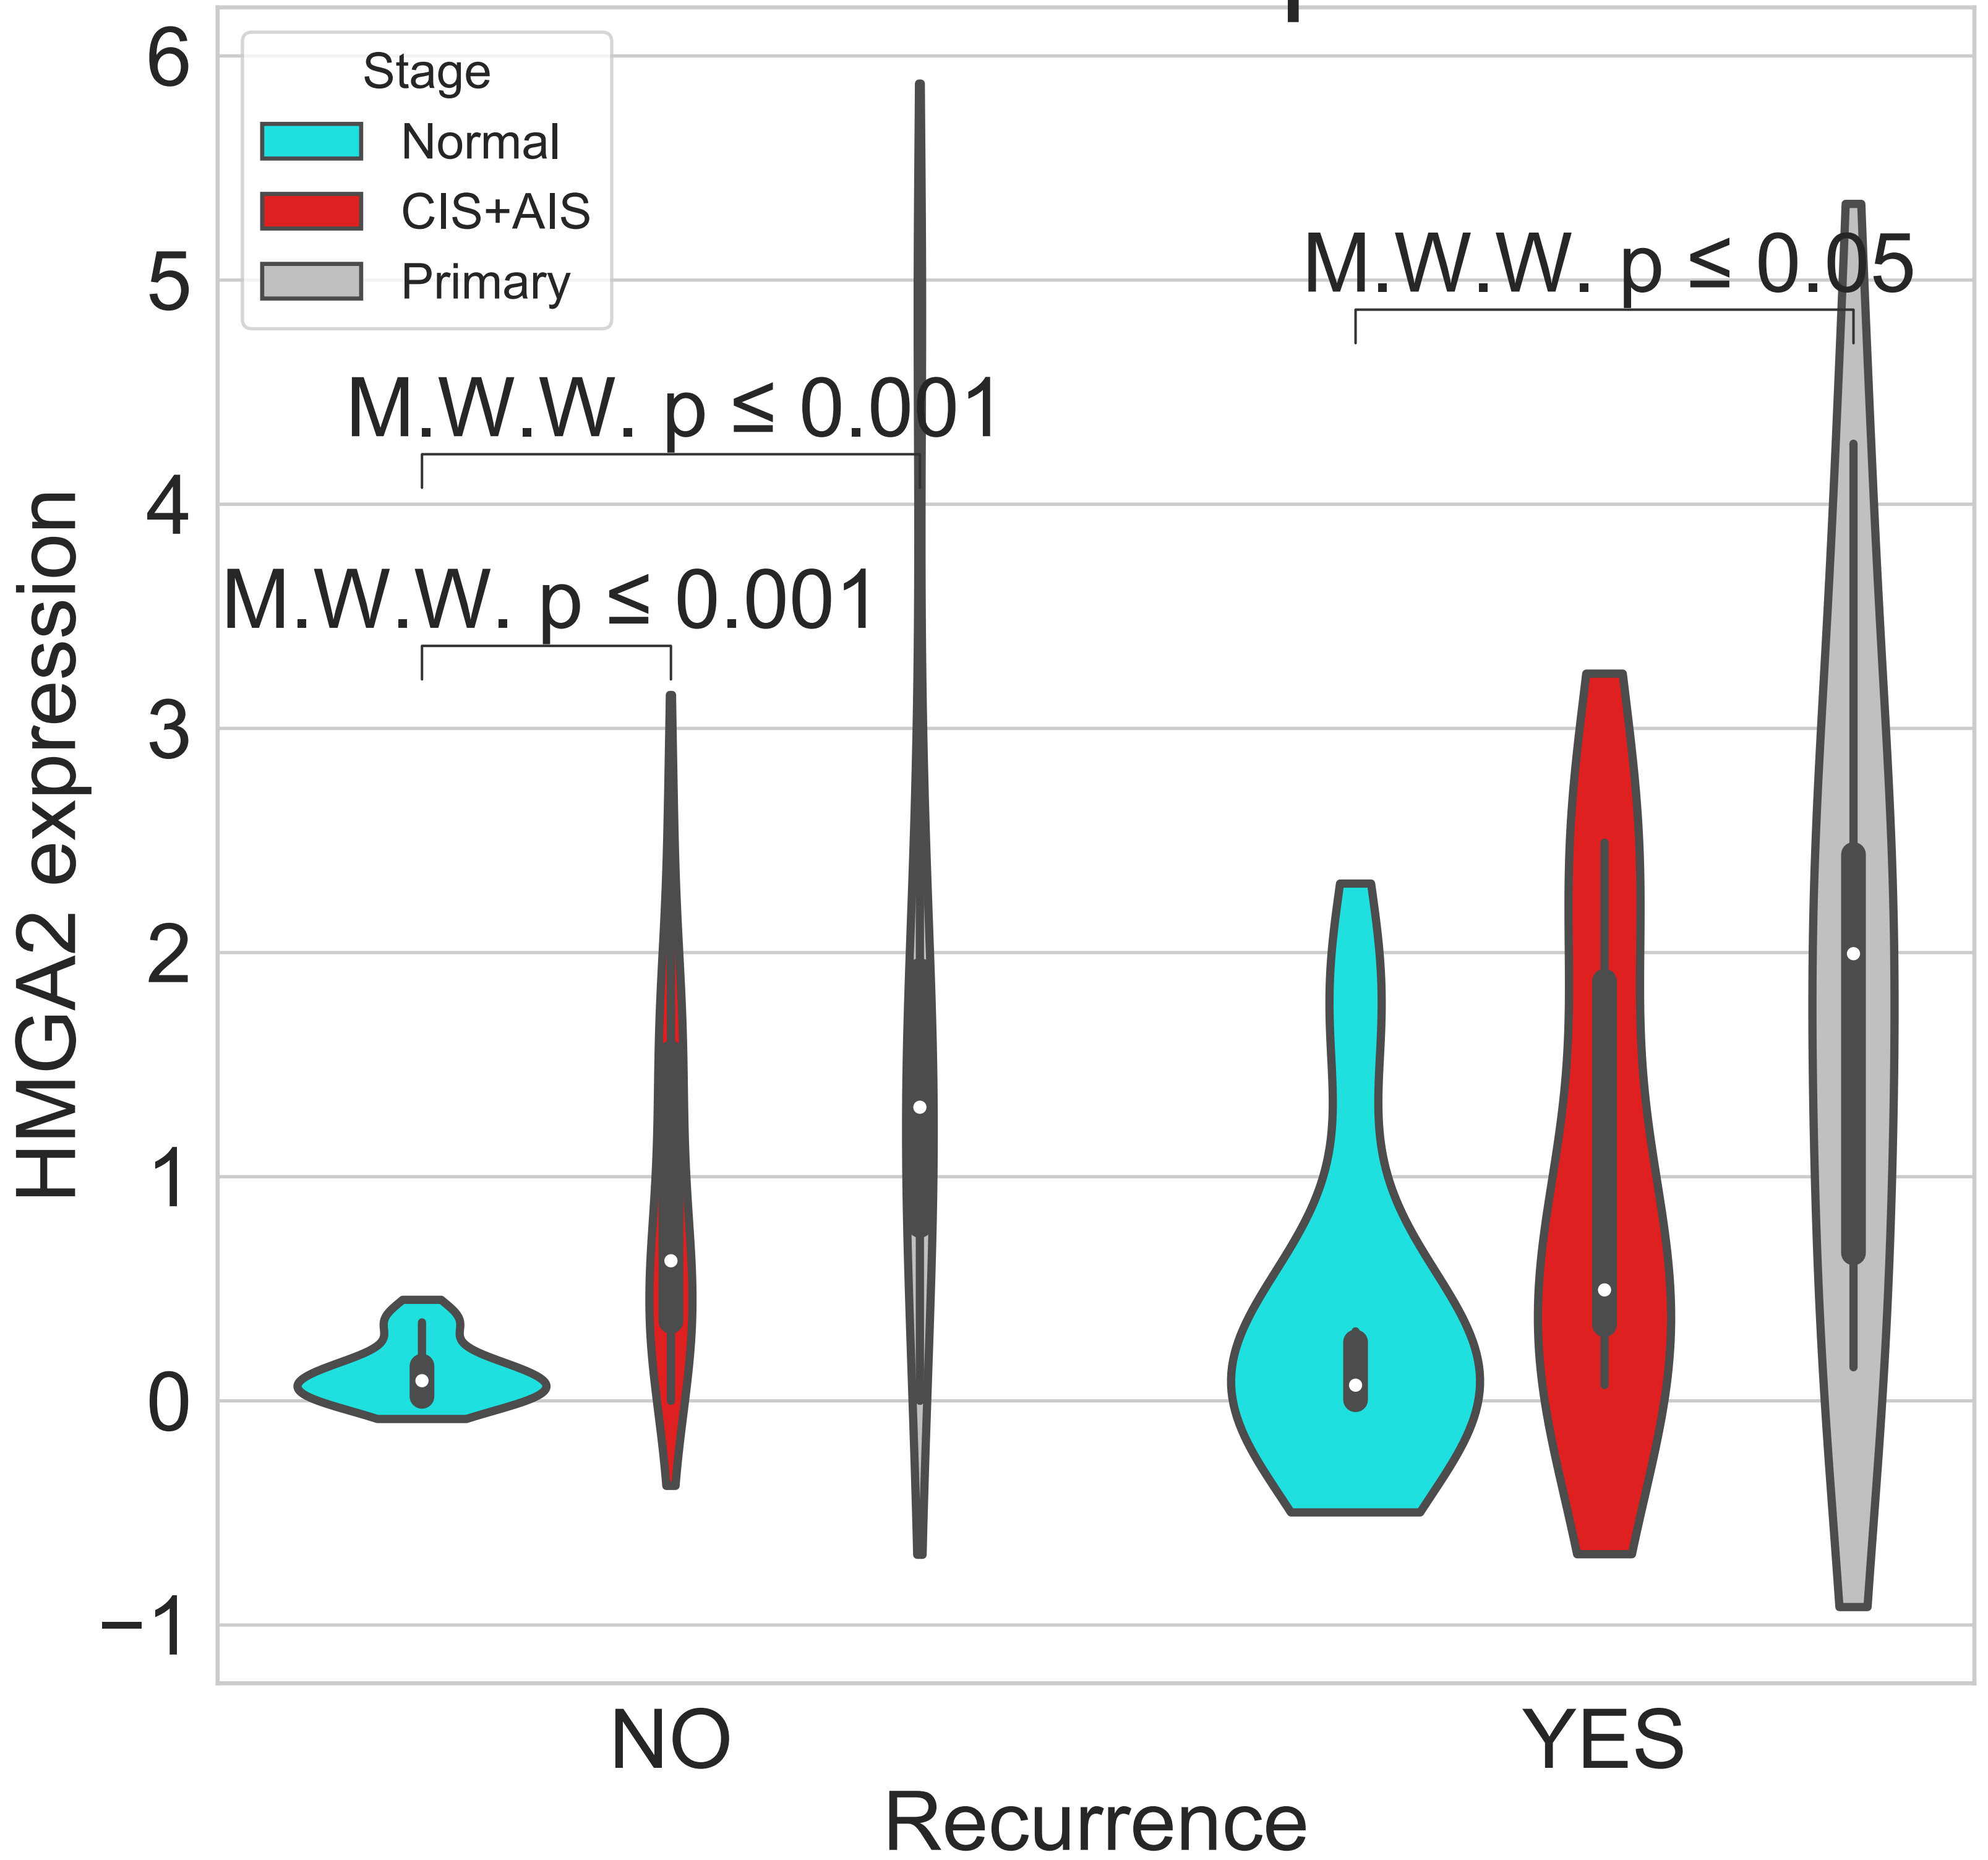 Stage
Normal
CIS+AIS
Primary
M.W.W. p ≤ 0.05
M.W.W. p ≤ 0.001
M.W.W. p ≤ 0.001
6
5
4
3
2
1
0
−1
HMGA2 expression
NO
YES
Recurrence